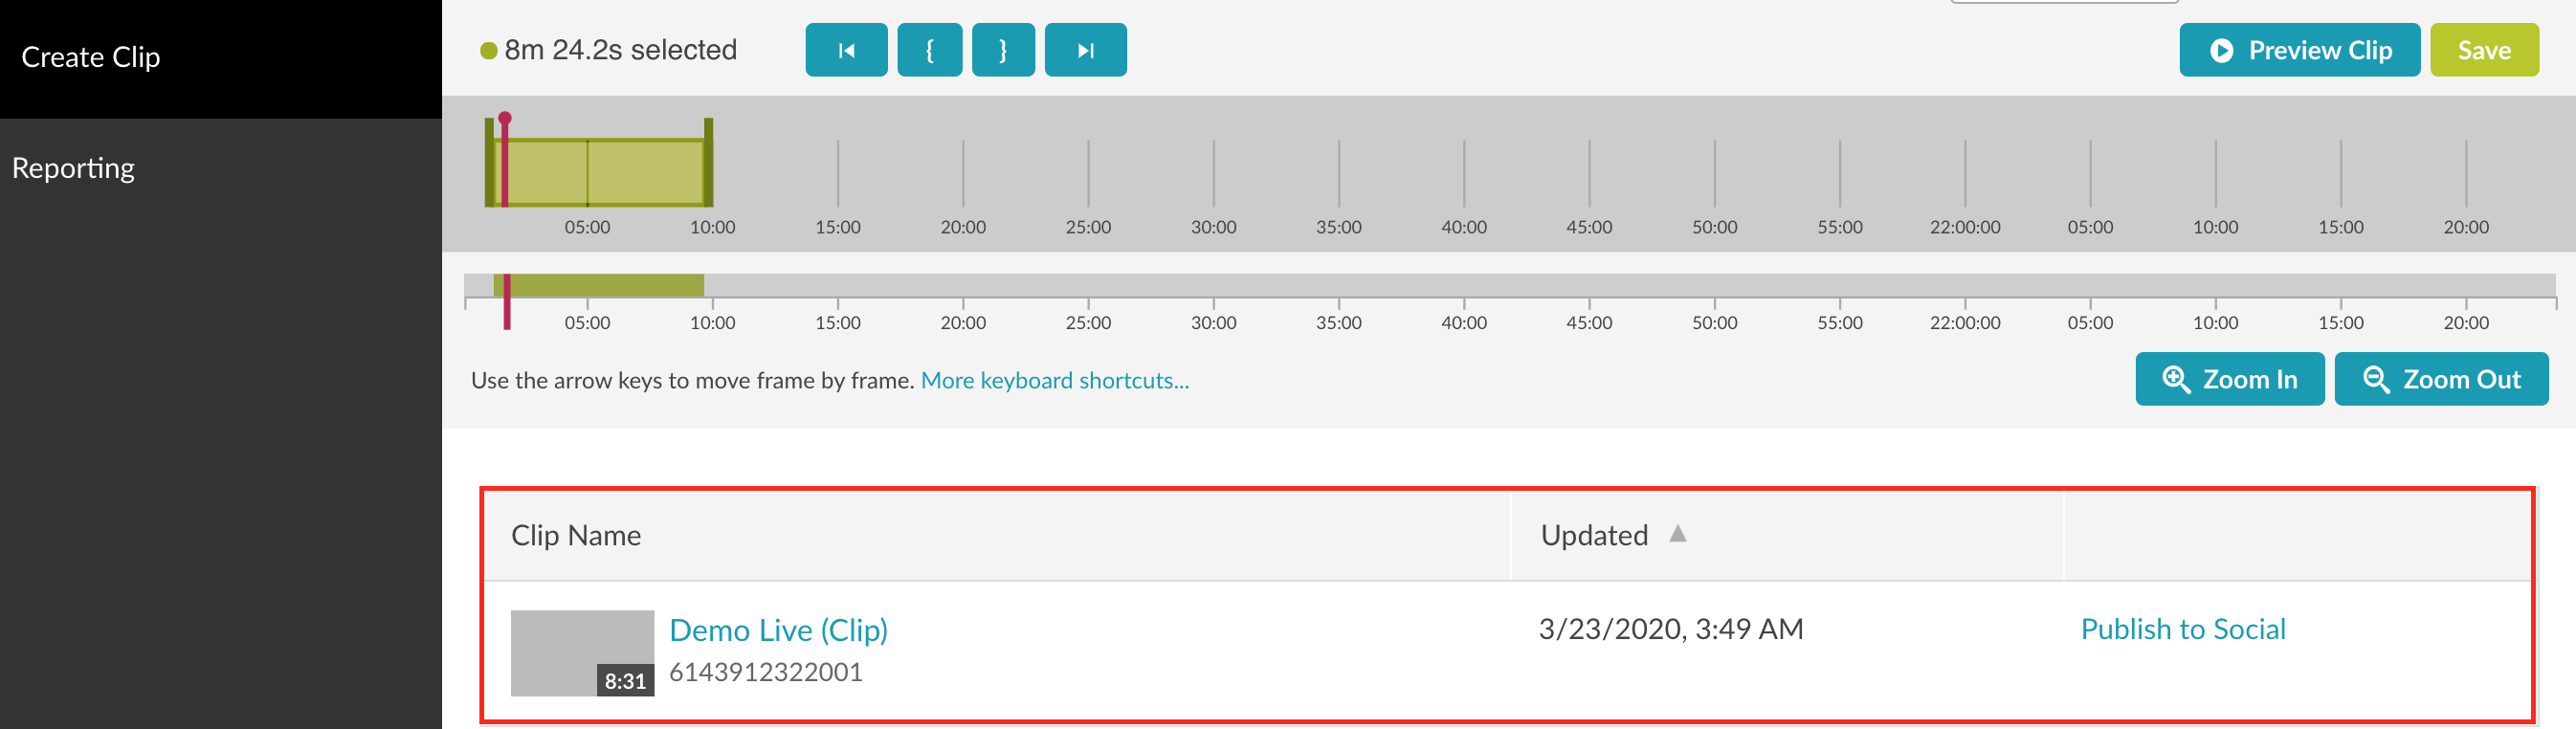 Create Clip
Reporting
8m 24.2s selected
{
}
Preview Clip
Save
05:00 10:00 15:00 20:00 25:00 30:00 35:00 40:00 45:00 50:00 55:00 22:00:00 05:00 10:00 15:00 20:00
05:00 10:00 15:00 20:00 25:00 30:00 35:00 40:00 45:00 50:00 55:00 22:00:00 05:00 10:00 15:00 20:00
Use the arrow keys to move frame by frame. More keyboard shortcuts...
Zoom In
Zoom Out
Clip Name
Updated
8:31
Demo Live (Clip)
6143912322001
3/23/2020, 3:49 AM
Publish to Social